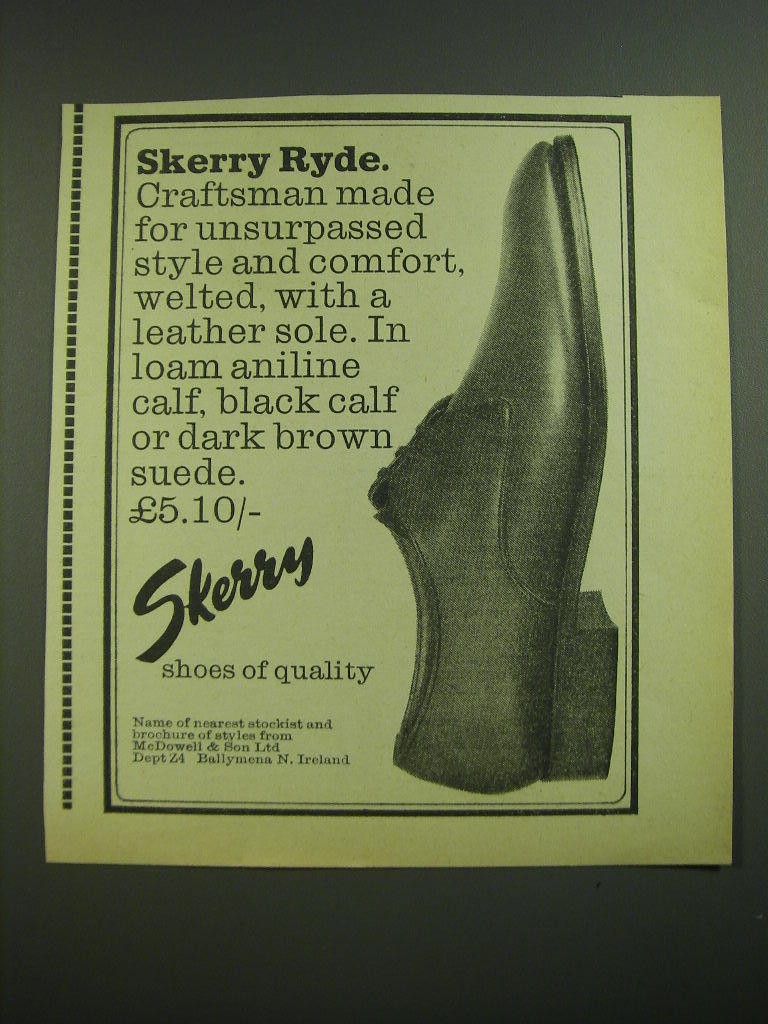 Skerry Ryde.
Craftsman made
for unsurpassed
style and comfort,
welted, with a
leather sole. In
loam aniline
calf, black calf
or dark brown
suede.
£5.10/-
Skerry
shoes of quality
Name of nearest stockist and
brochure of styles from
McDowell & Son Ltd
Dept Z4 Ballymena N. Ireland